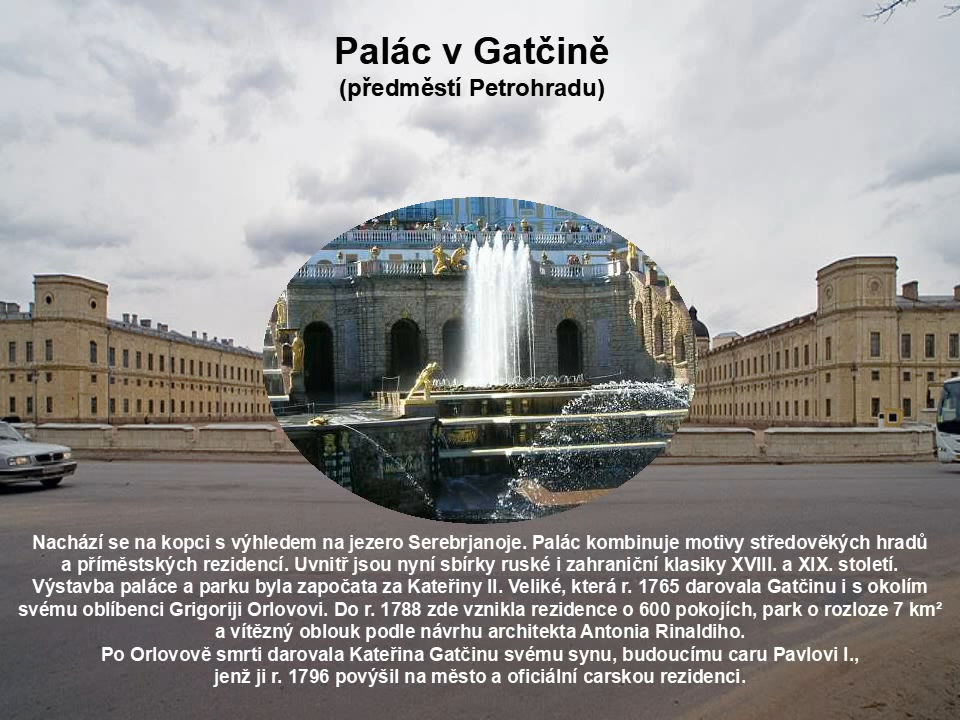 Palác v Gatčině
(předměstí Petrohradu)
Nachází se na kopci s výhledem na jezero Serebrjanoje. Palác kombinuje motivy středověkých hradů
a příměstských rezidencí. Uvnitř jsou nyní sbírky ruské i zahraniční klasiky XVIII. a XIX. století.
Výstavba paláce a parku byla započata za Kateřiny II. Veliké, která r. 1765 darovala Gatčinu i s okolím
svému oblíbenci Grigoriji Orlovovi. Do r. 1788 zde vznikla rezidence o 600 pokojích, park o rozloze 7 km²
a vítězný oblouk podle návrhu architekta Antonia Rinaldiho.
Po Orlovově smrti darovala Kateřina Gatčinu svému synu, budoucímu caru Pavlovi I.,
jenž ji r. 1796 povýšil na město a oficiální carskou rezidenci.